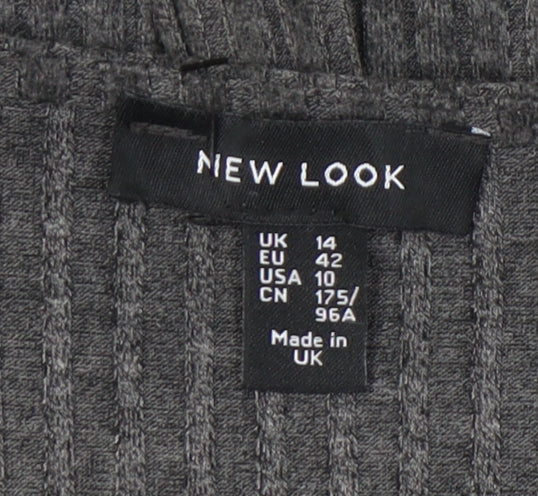 NEW LOOK
UK 14
EU 42
USA 10
CN 175/
96A
Made in
UK